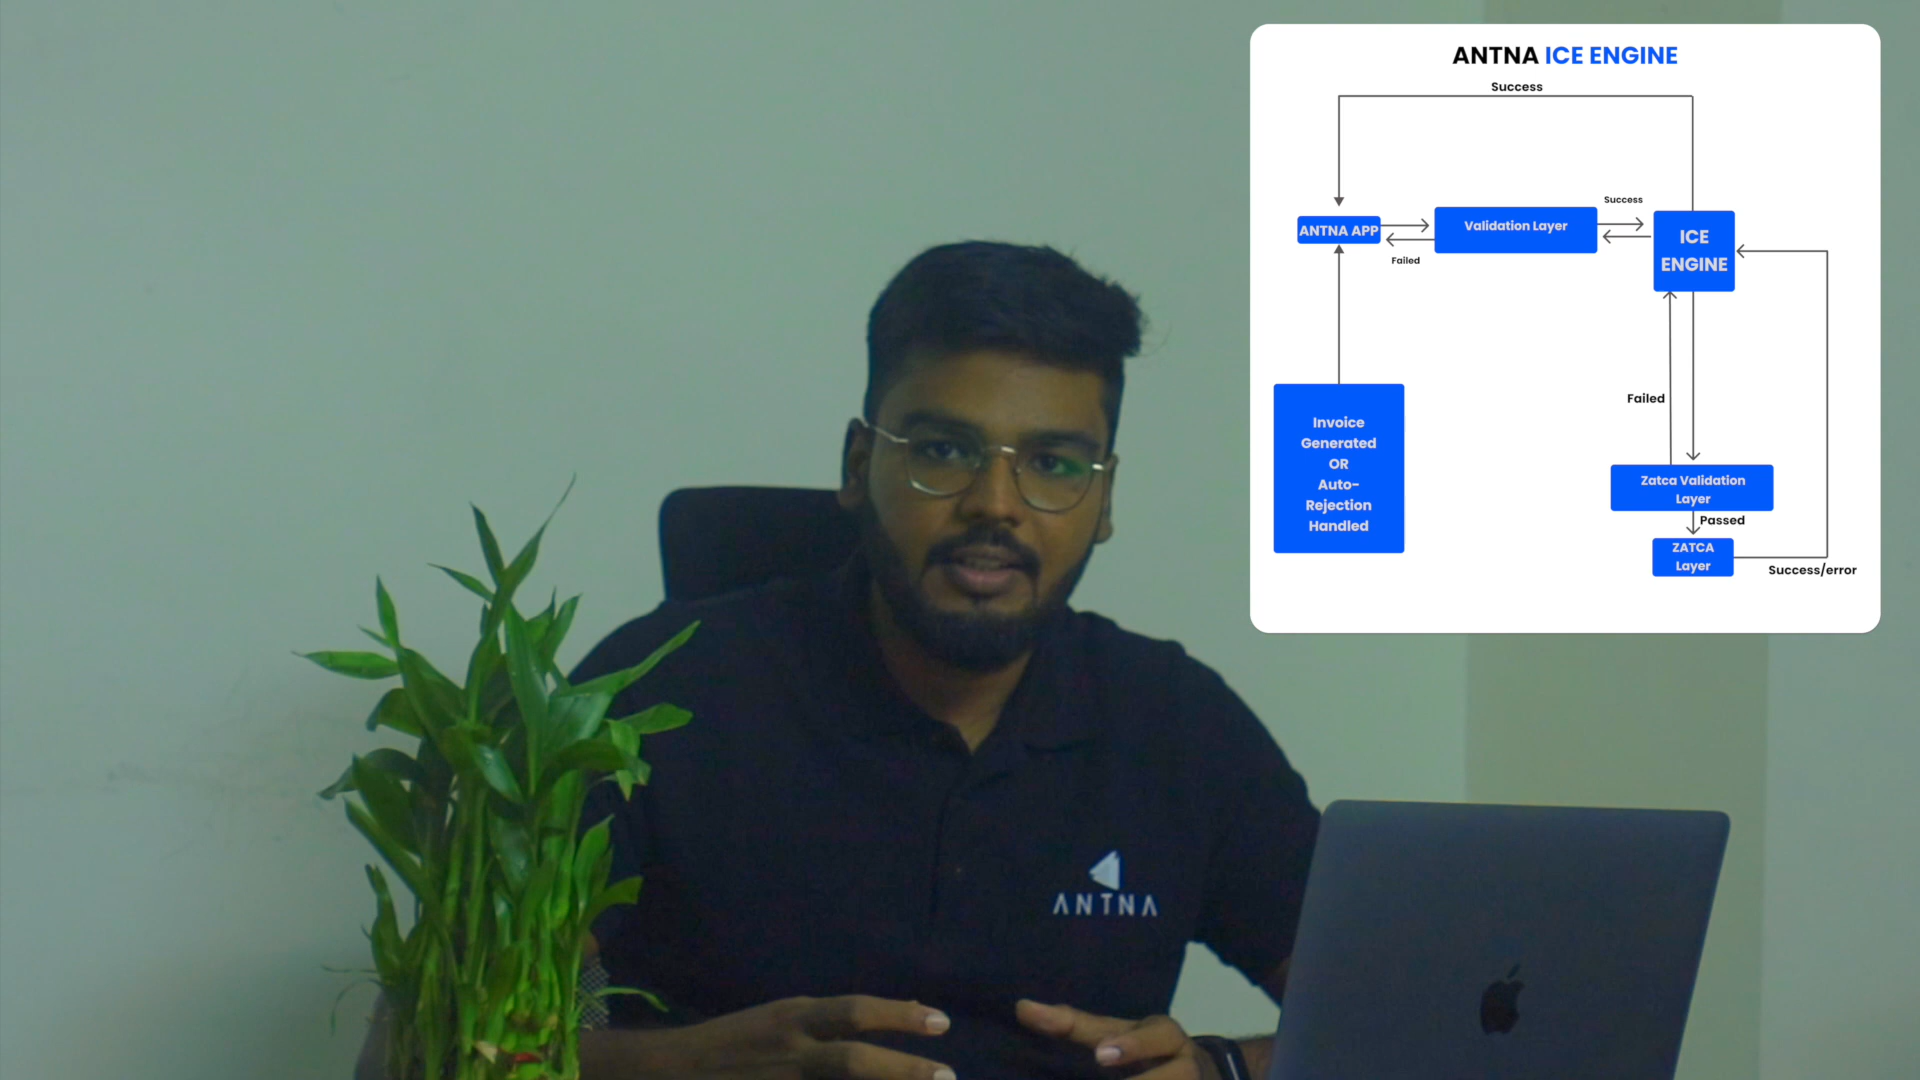 ANTNA ICE ENGINE
Success
Success
ANTNA APP
Validation Layer
ICE
ENGINE
Failed
Failed
Invoice
Generated
OR
Auto-
Rejection
Handled
Zatca Validation
Layer
Passed
ZATCA
Layer
Success/error
ANTNA